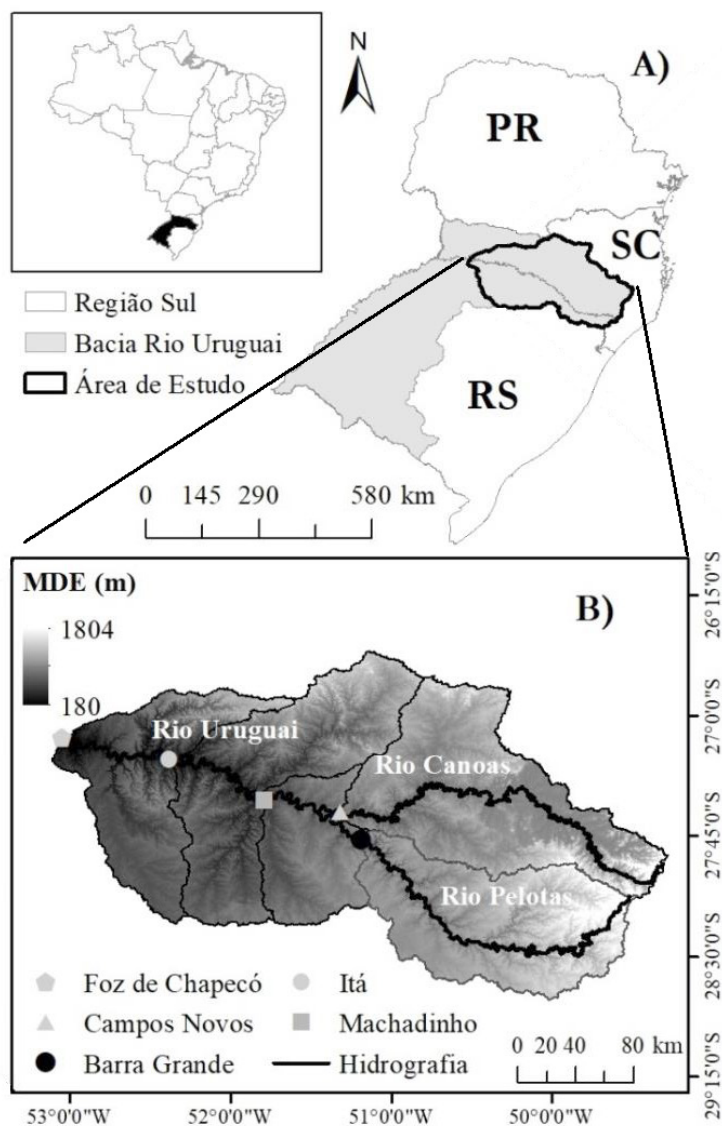 N
A)
PR
SC
RS
Região Sul
Bacia Rio Uruguai
Área de Estudo
0 145 290 580 km
MDE (m)
1804
180
B)
Rio Uruguai
Rio Canoas
Rio Pelotas
Foz de Chapecó
Itá
Campos Novos
Machadinho
Barra Grande
Hidrografia
0 20 40 80 km
26°15'0"S
27°0'0"S
27°45'0"S
28°30'0"S
29°15'0"S
53°0'0"W 52°0'0"W 51°0'0"W 50°0'0"W